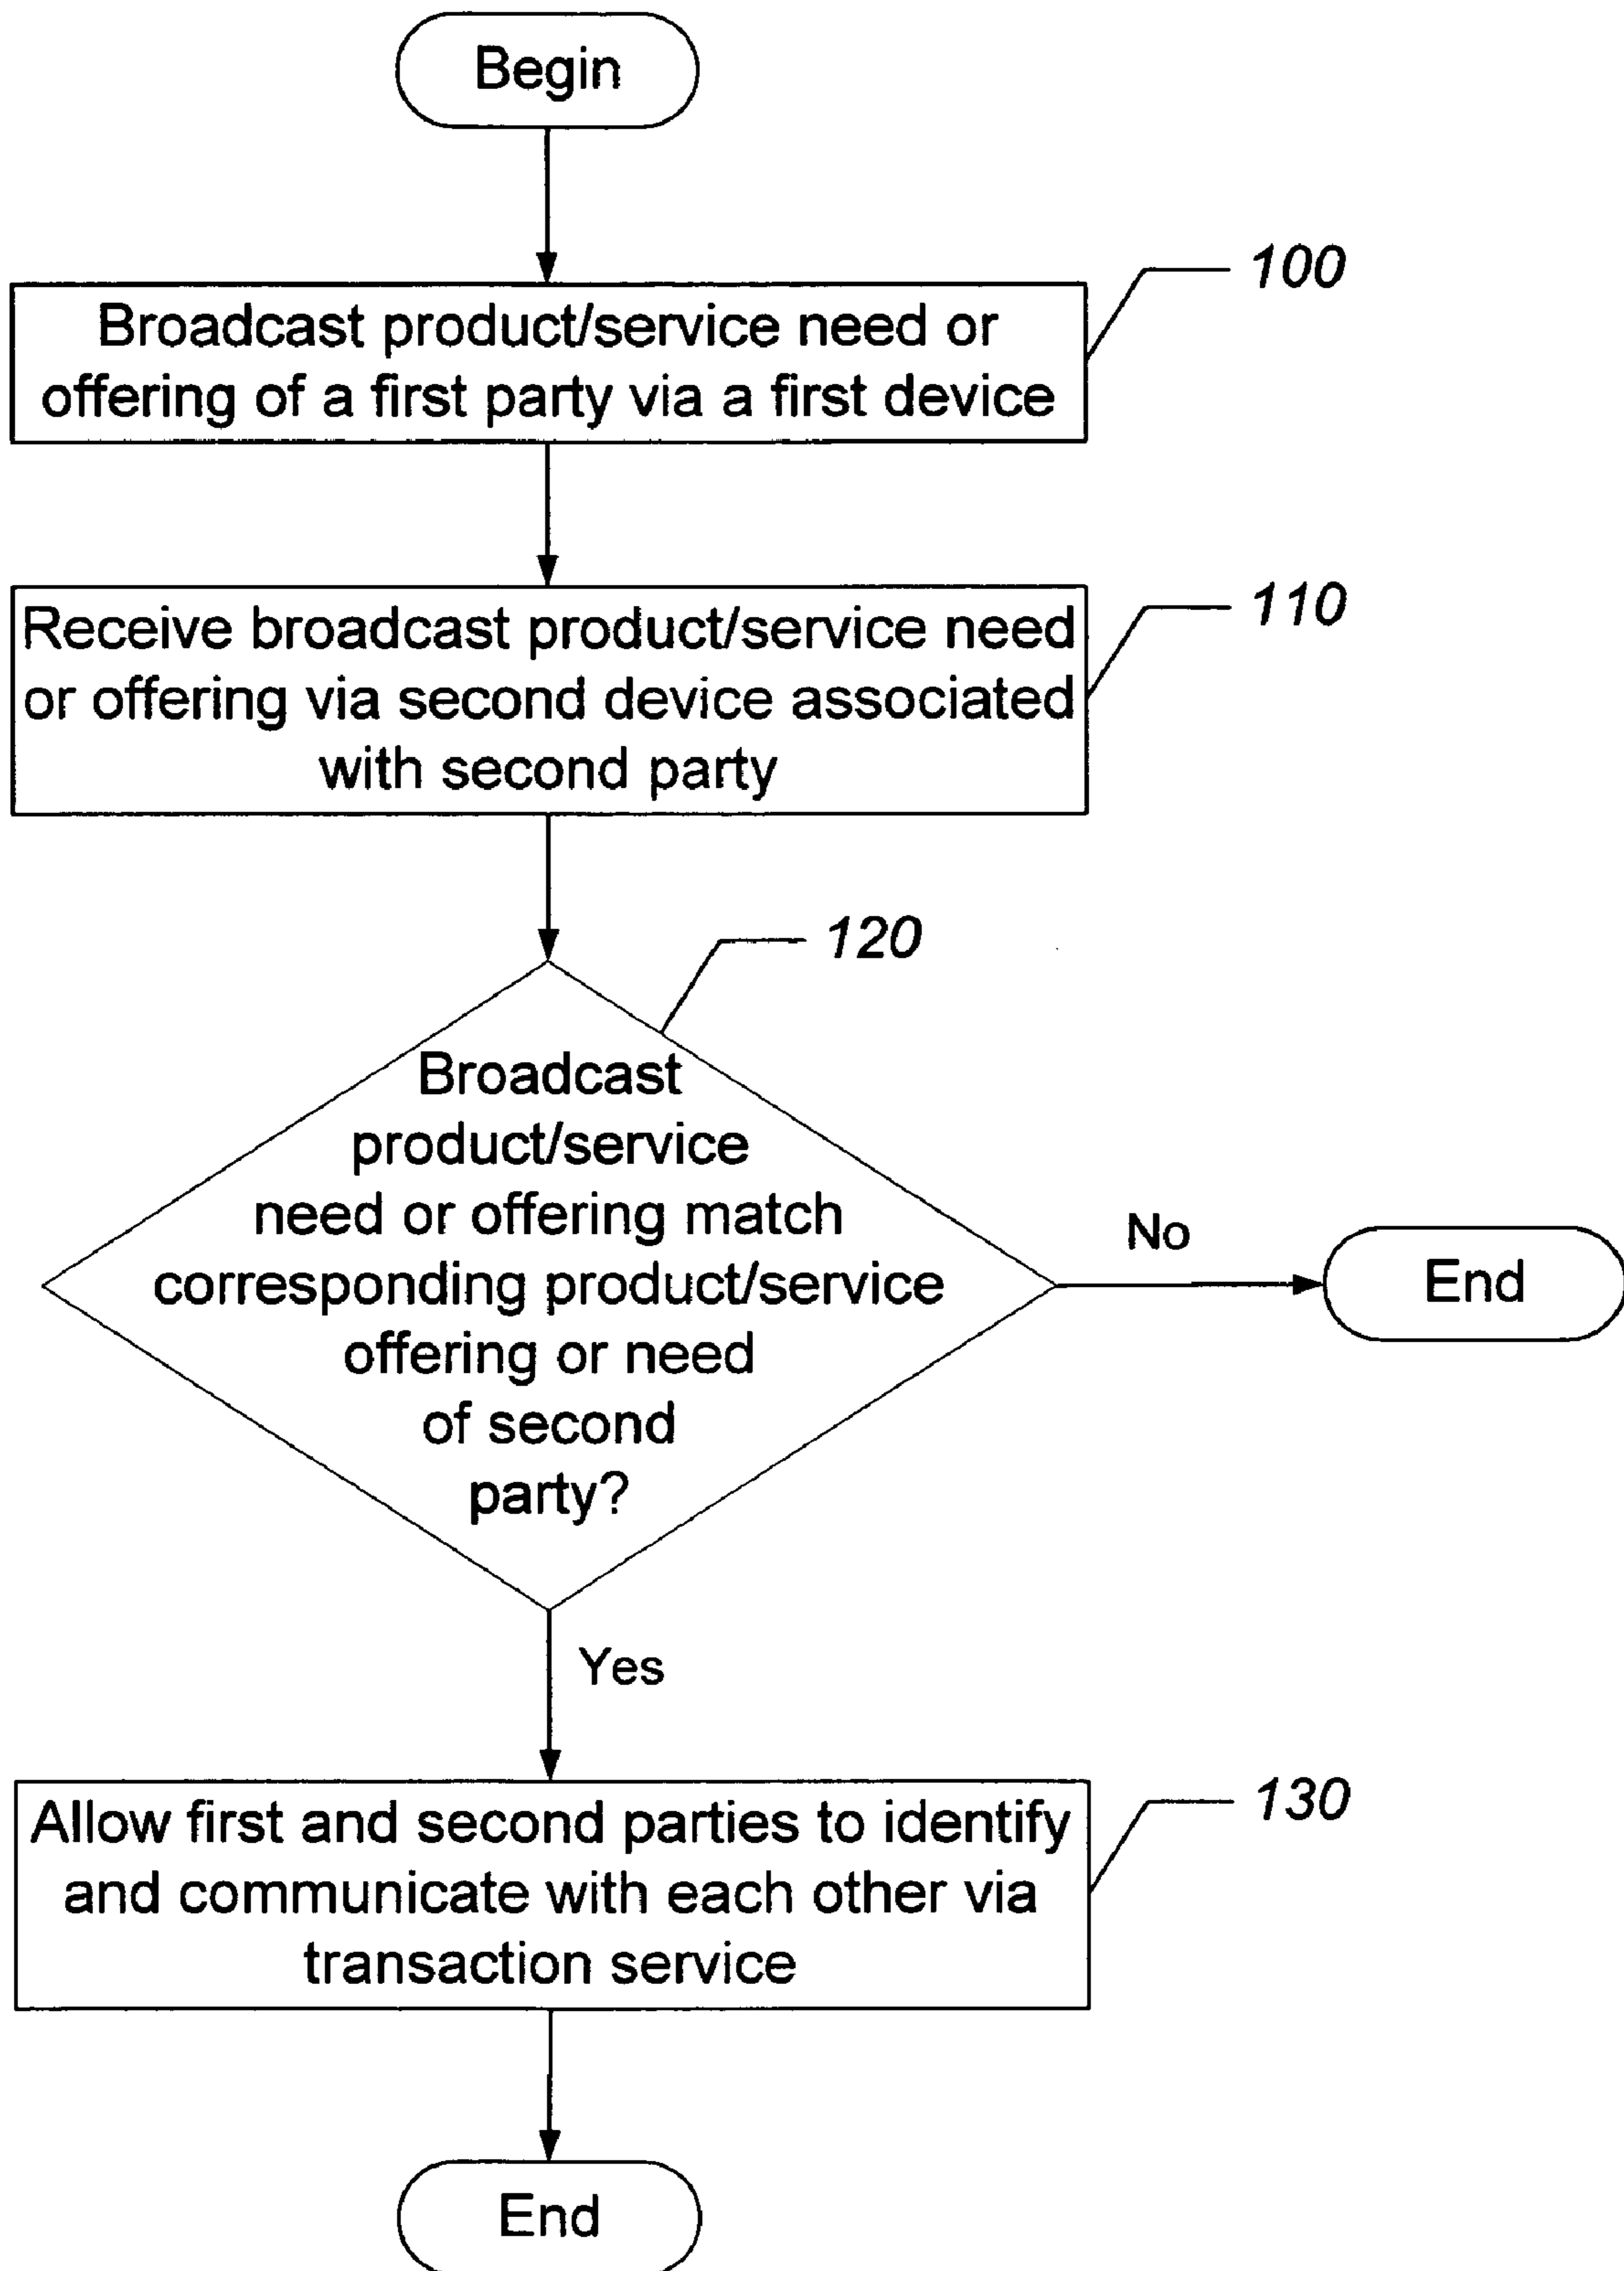 Begin
100
Broadcast product/service need or
offering of a first party via a first device
110
Receive broadcast product/service need
or offering via second device associated
with second party
120
Broadcast
product/service
need or offering match
corresponding product/service
offering or need
of second
party?
No
End
Yes
130
Allow first and second parties to identify
and communicate with each other via
transaction service
End